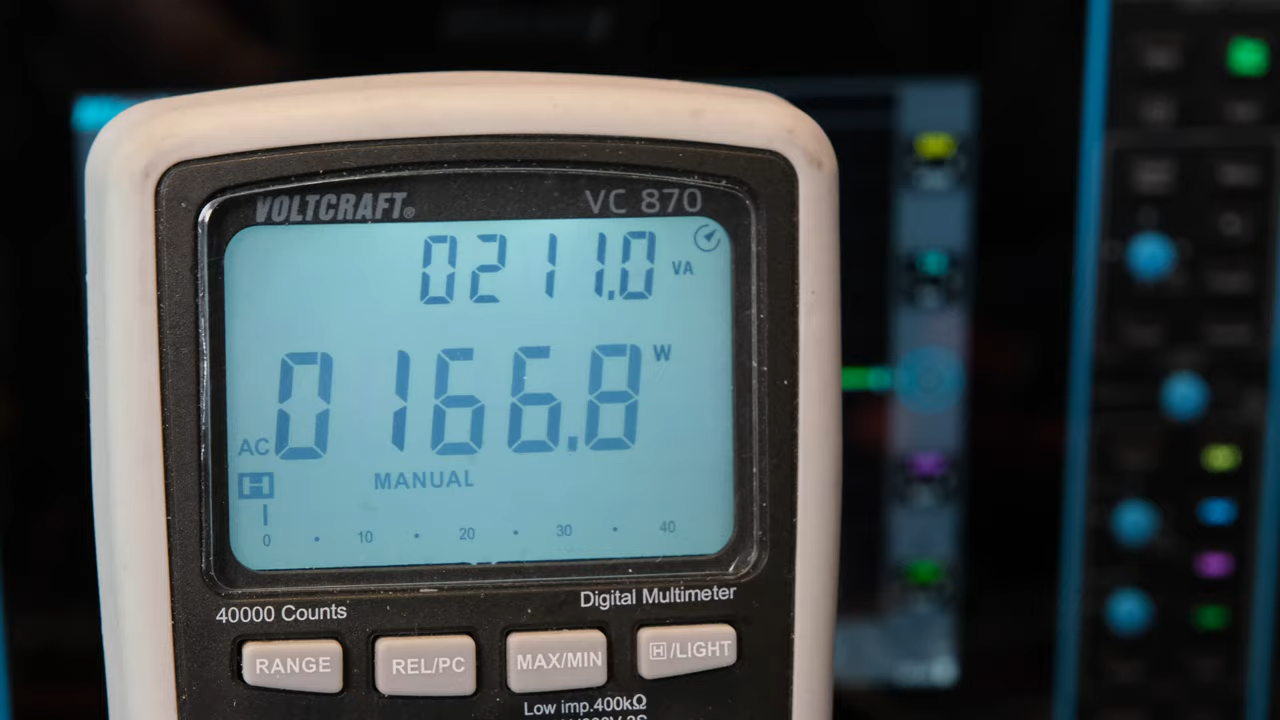 VOLTCRAFT®
VC 870
0211.0 VA
0166.8 W
AC
H
MANUAL
0 10 20 30 40
40000 Counts
Digital Multimeter
RANGE
REL/PC
MAX/MIN
H/LIGHT
Low imp.400kΩ